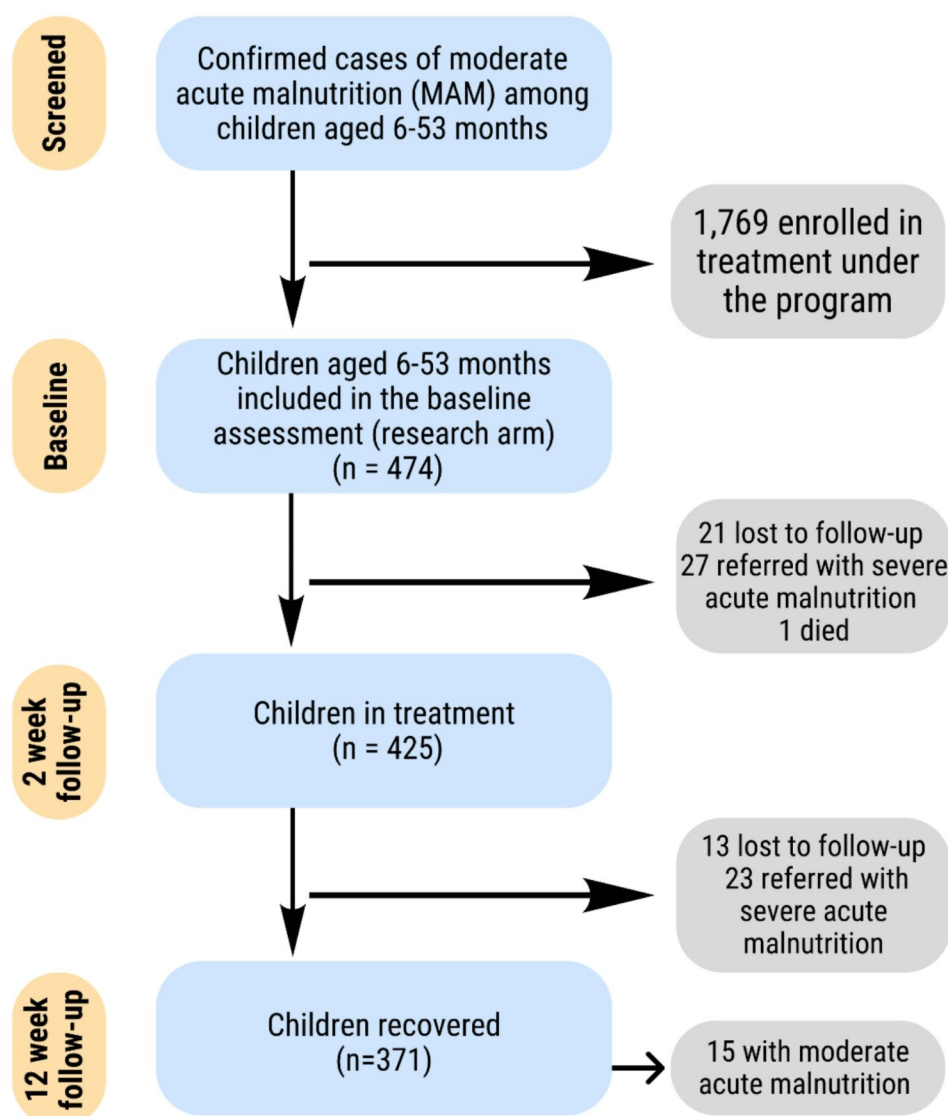 Screened
Confirmed cases of moderate
acute malnutrition (MAM) among
children aged 6-53 months
1,769 enrolled in
treatment under
the program
Baseline
Children aged 6-53 months
included in the baseline
assessment (research arm)
(n = 474)
21 lost to follow-up
27 referred with severe
acute malnutrition
1 died
2 week
follow-up
Children in treatment
(n = 425)
13 lost to follow-up
23 referred with
severe acute
malnutrition
12 week
follow-up
Children recovered
(n=371)
15 with moderate
acute malnutrition